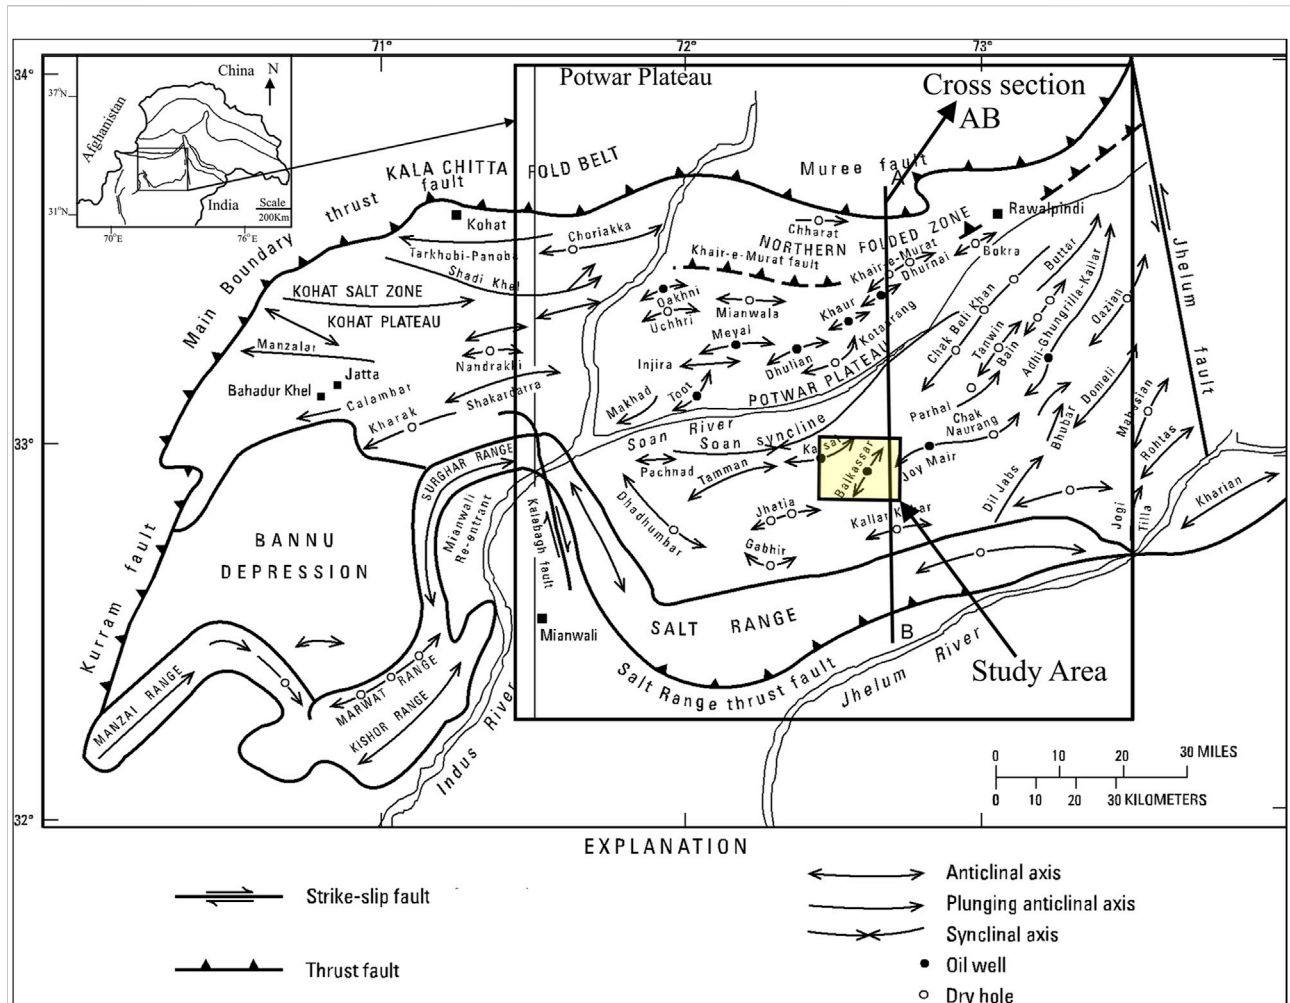 71°
72°
73°
34°
33°
32°
China
N
37°N
Afghanistan
India
Scale
200Km
31°N
70°E
76°E
Potwar Plateau
Cross section
AB
KALA CHITTA FOLD BELT
Muree fault
A
Main Boundary thrust fault
Kohat
Choriakka
Chharat
Rawalpindi
NORTHERN FOLDED ZONE
Tarkhobi-Panoba
Shadi Khel
Khair-e-Murat fault
Khair-e-Murat
Dhurnai
Bokra
Buttar
KOHAT SALT ZONE
KOHAT PLATEAU
Manzalar
Nandrakki
Jatta
Bahadur Khel
Calambar
Kharak
Shakardarra
Dakhni
Uchhri
Mianwala
Khaur
Kotabrang
Meyal
Dhulian
Injira
Toot
Makhad
POTWAR PLATEAU
Chak Beli Khan
Tanwin
Bain
Adhi-Ghungrilla-Kallar
Qazian
Jhelum fault
Domeli
Parhal
Chak
Naurang
Bhubar
Mahesian
Rohtas
Soan River
Soan syncline
Pachnad
Tamman
Balkassar
Joy Mair
Dil Jabs
Jogi
Tilla
Kharian
Dhadhumbar
Jhatia
Kallar Kahar
Gabhir
SURGHAR RANGE
Mianwali
Re-entrant
Kalabagh fault
BANNU
DEPRESSION
Kurram fault
Mianwali
SALT RANGE
B
Salt Range thrust fault
Jhelum River
Study Area
MANZAI RANGE
MARWAT RANGE
KISHOR RANGE
Indus River
0 10 20 30 MILES
0 10 20 30 KILOMETERS
EXPLANATION
Strike-slip fault
Thrust fault
Anticlinal axis
Plunging anticlinal axis
Synclinal axis
Oil well
Dry hole